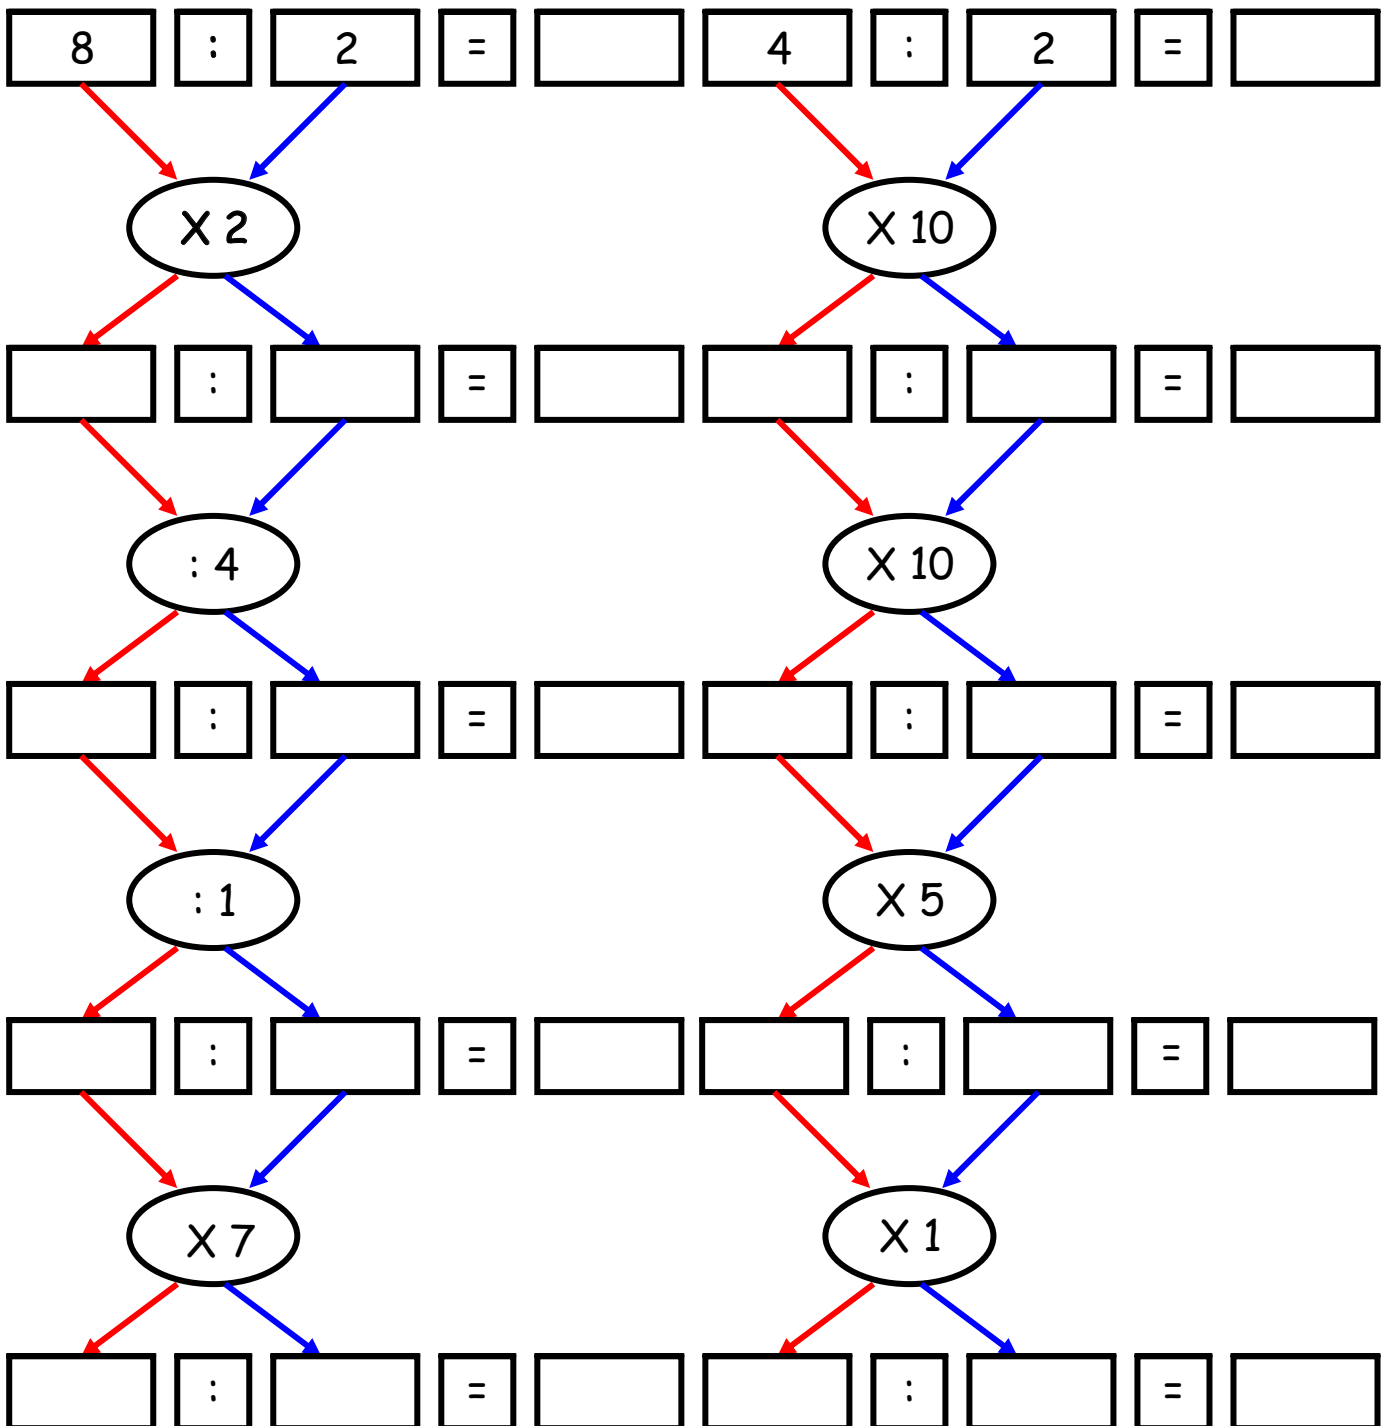 8 : 2 = 4 : 2 =
X 2 X 10
: = : =
: 4 X 10
: = : =
: 1 X 5
: = : =
X 7 X 1
: = : =